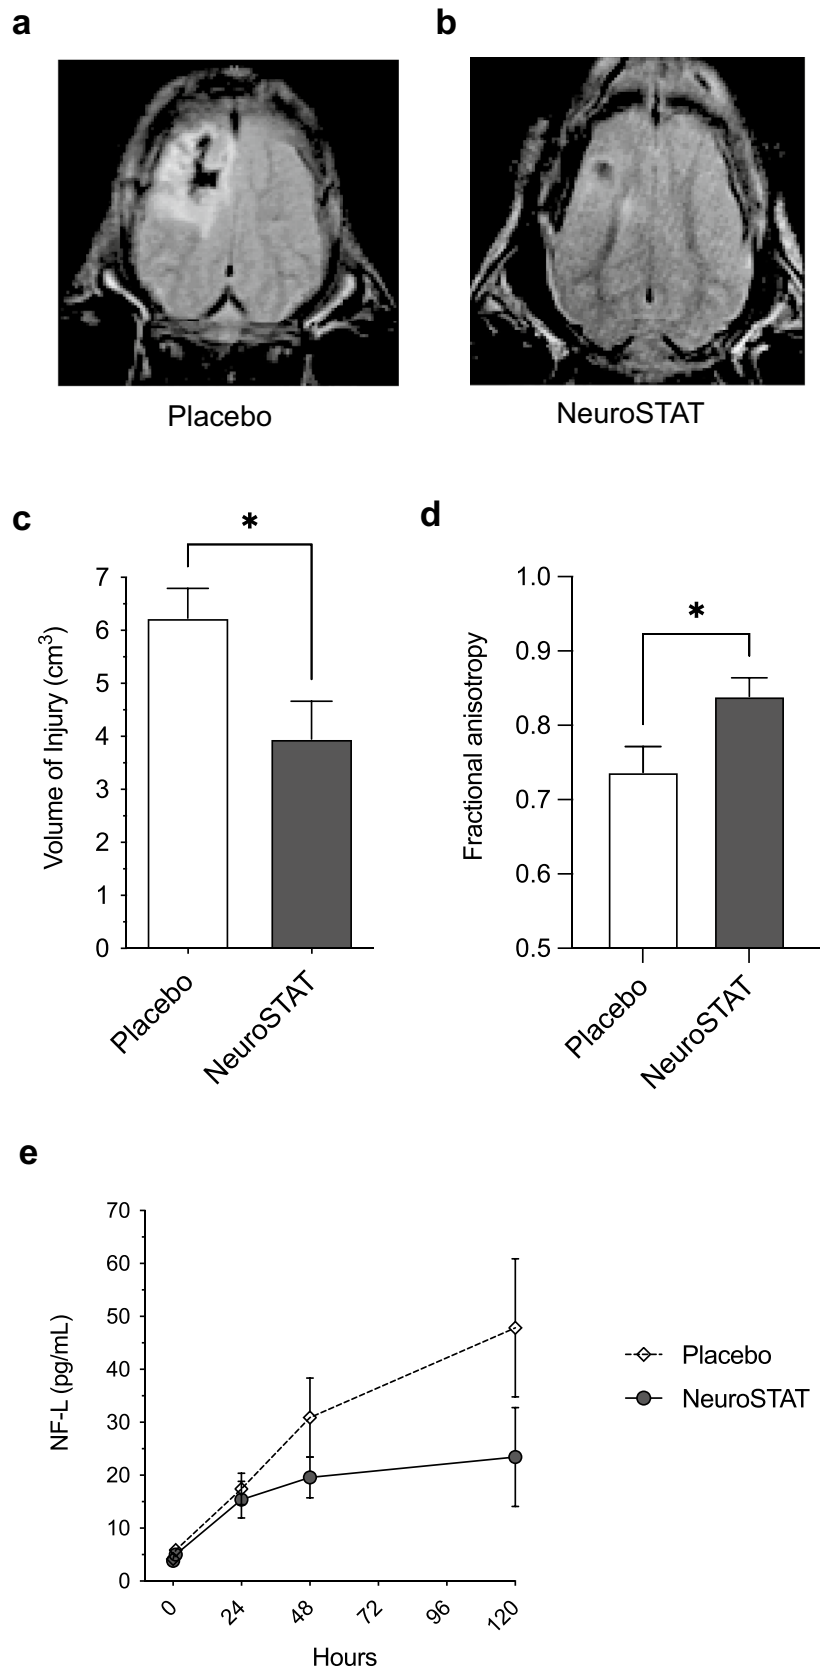 a
b
Placebo
NeuroSTAT
c
*
Volume of Injury (cm³)
7
6
5
4
3
2
1
0
Placebo
NeuroSTAT
d
*
Fractional anisotropy
1.0
0.9
0.8
0.7
0.6
0.5
Placebo
NeuroSTAT
e
NF-L (pg/mL)
70
60
50
40
30
20
10
0
0 24 48 72 96 120
Hours
Placebo
NeuroSTAT